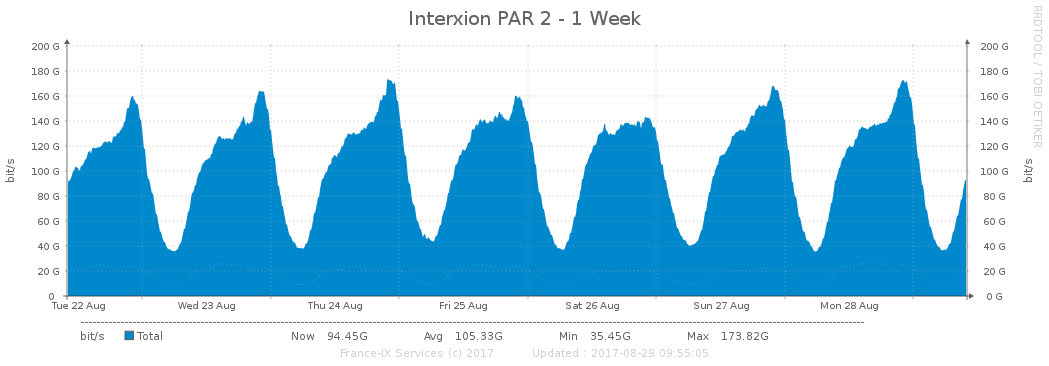 Interxion PAR 2 - 1 Week
RRDTOOL / TOBI OETIKER
200 G 200 G
180 G 180 G
160 G 160 G
140 G 140 G
120 G 120 G
100 G 100 G
80 G 80 G
60 G 60 G
40 G 40 G
20 G 20 G
0 0 G
bit/s
bit/s
Tue 22 Aug Wed 23 Aug Thu 24 Aug Fri 25 Aug Sat 26 Aug Sun 27 Aug Mon 28 Aug
bit/s Total Now 94.45G Avg 105.33G Min 35.45G Max 173.82G
France-IX Services (c) 2017 Updated : 2017-08-29 09:55:05